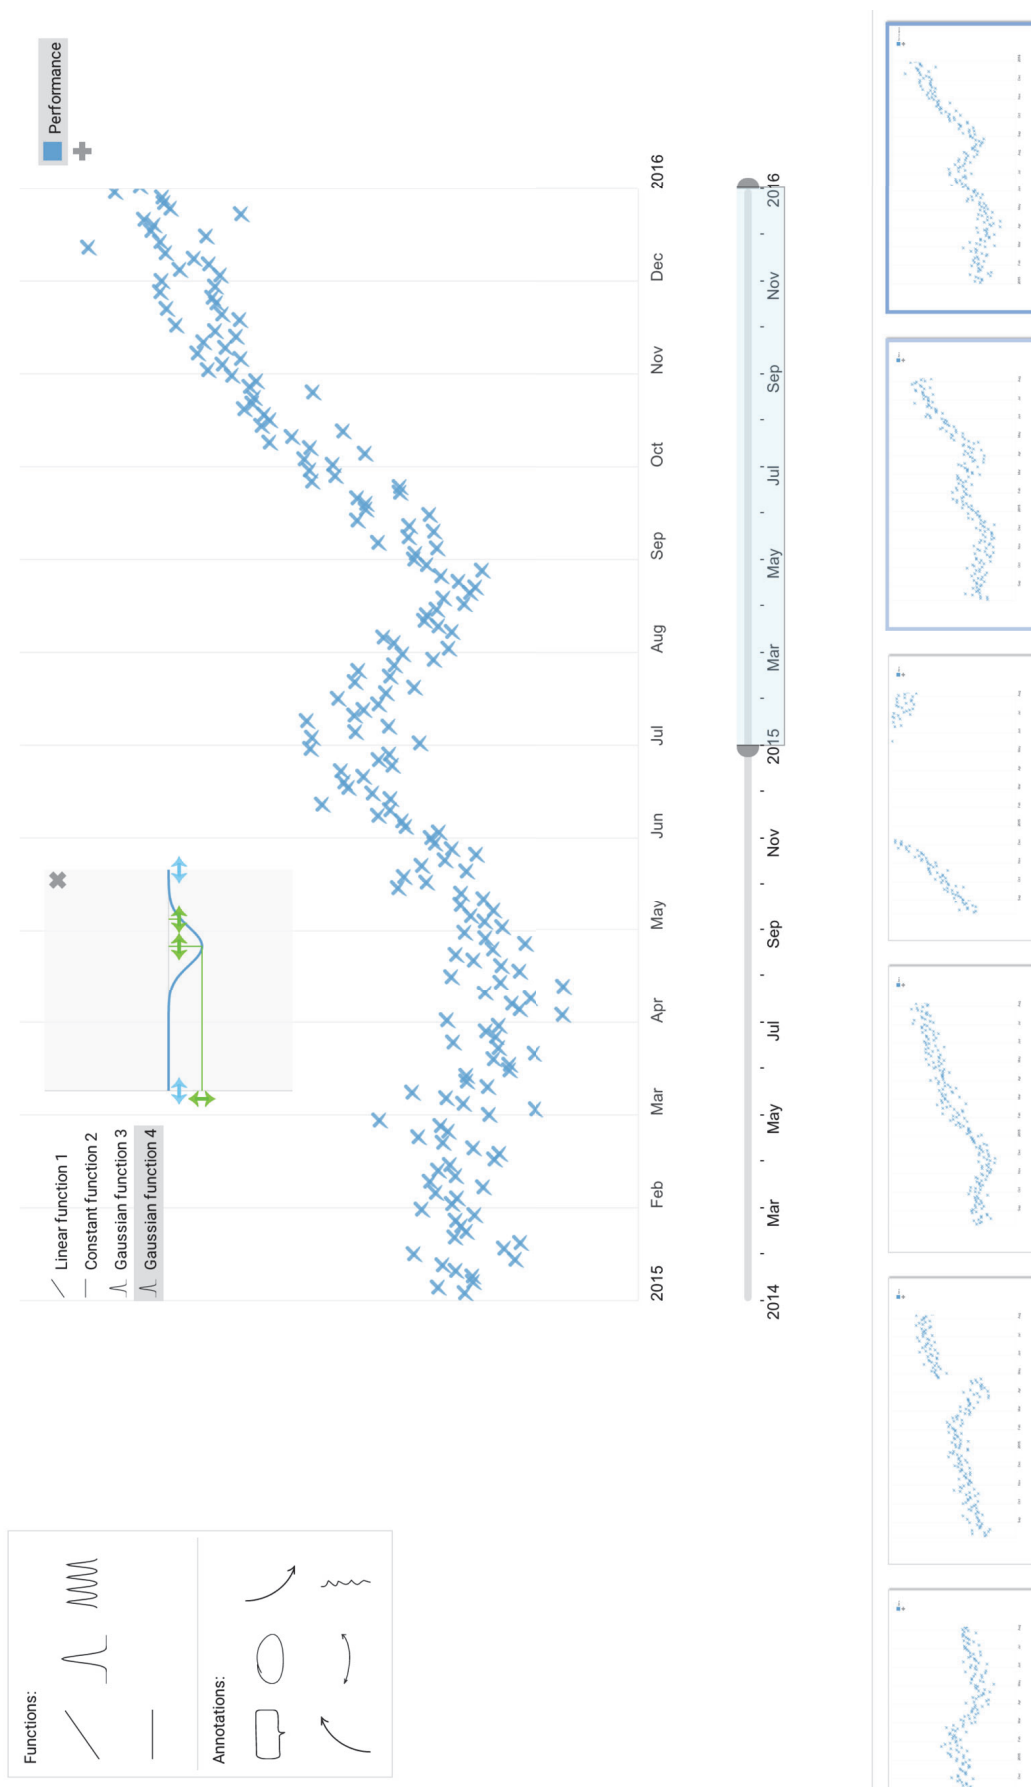 Functions:
Annotations:
Linear function 1
Constant function 2
Gaussian function 3
Gaussian function 4
Performance
2015 Feb Mar Apr May Jun Jul Aug Sep Oct Nov Dec 2016
2014 Mar May Jul Sep Nov 2015 Mar May Jul Sep Nov 2016